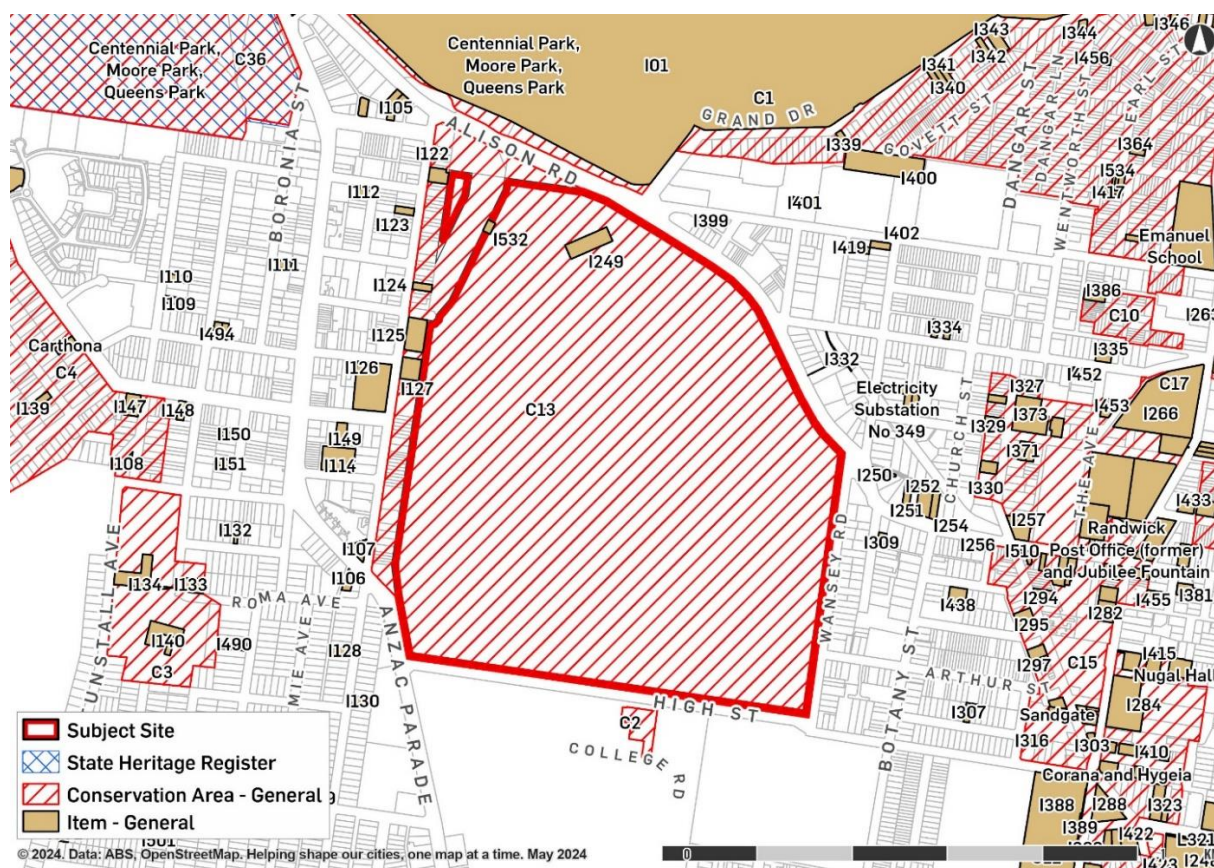 Centennial Park,
Moore Park,
Queens Park
C36
Centennial Park,
Moore Park,
Queens Park
I01
C1
GRAND DR
I343
I342
I344
I346
I341
I340
I456
EARL ST
GOVETT ST
DANGAR ST
DANGAR LN
WENTWORTH ST
I105
ALISON RD
I339
I400
I364
I534
I417
I122
BORONIA ST
I112
I123
I401
I399
I402
I419
Emanuel
School
I532
I249
I111
I110
I109
I124
I386
C10
I263
I494
I125
I334
I335
Carthona
C4
I126
I127
I332
I452
C17
I139
I147
I148
C13
Electricity
Substation
No 349
CHURCH ST
I327
I373
I453
I266
I329
I150
I149
I371
I108
I151
I114
I250
I330
THE AVE
I252
I251
I433
I132
I254
I257
Randwick
Post Office (former)
and Jubilee Fountain
I107
I309
I256
I510
I106
I134
I133
ROMA AVE
WANSEY RD
I294
I438
I282
I455
I381
TUNSTALL AVE
I140
I490
C3
I128
ANZAC PARADE
I295
I297
C15
I415
Nugal Hall
BOTANY ST
ARTHUR ST
I130
HIGH ST
C2
I307
Sandgate
I284
COLLEGE RD
I316
I303
I410
Corana and Hygeia
I388
I288
I323
I389
I422
I321
I423
Subject Site
State Heritage Register
Conservation Area - General
Item - General
© 2024. Data: ABS, OpenStreetMap. Helping shape our cities, one map at a time. May 2024
0